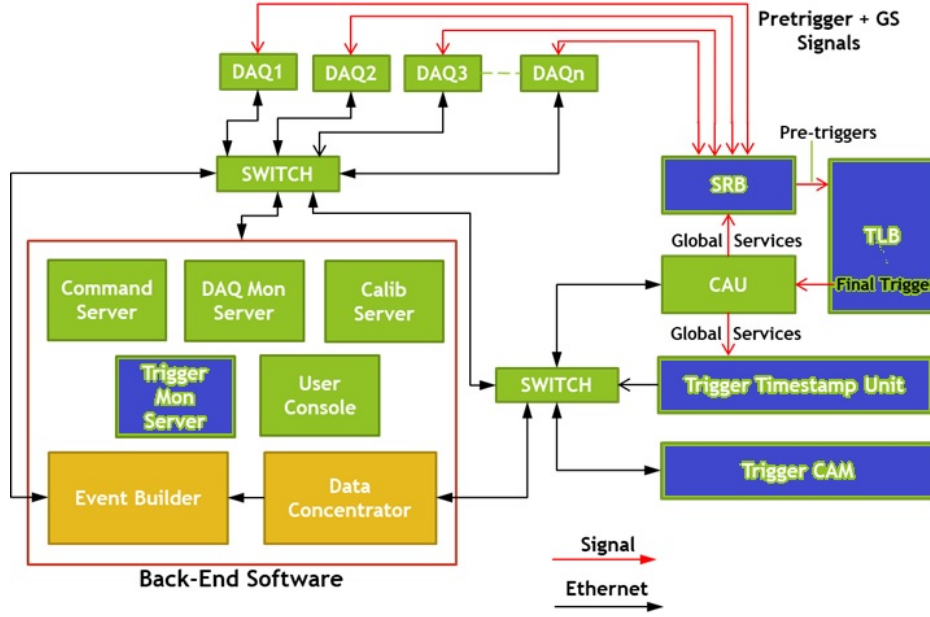 Pretrigger + GS
Signals
DAQ1
DAQ2
DAQ3
DAQn
SWITCH
Pre-triggers
SRB
TLB
Global Services
CAU
Final Trigger
Global Services
Command
Server
DAQ Mon
Server
Calib
Server
Trigger
Mon
Server
User
Console
SWITCH
Trigger Timestamp Unit
Trigger CAM
Event Builder
Data
Concentrator
Back-End Software
Signal
Ethernet